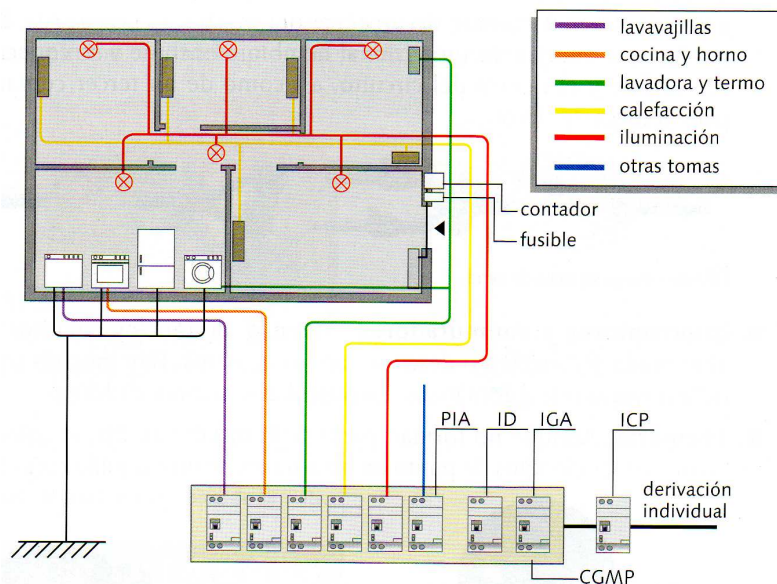 lavavajillas
cocina y horno
lavadora y termo
calefacción
iluminación
otras tomas
contador
fusible
PIA
ID
IGA
ICP
derivación
individual
CGMP